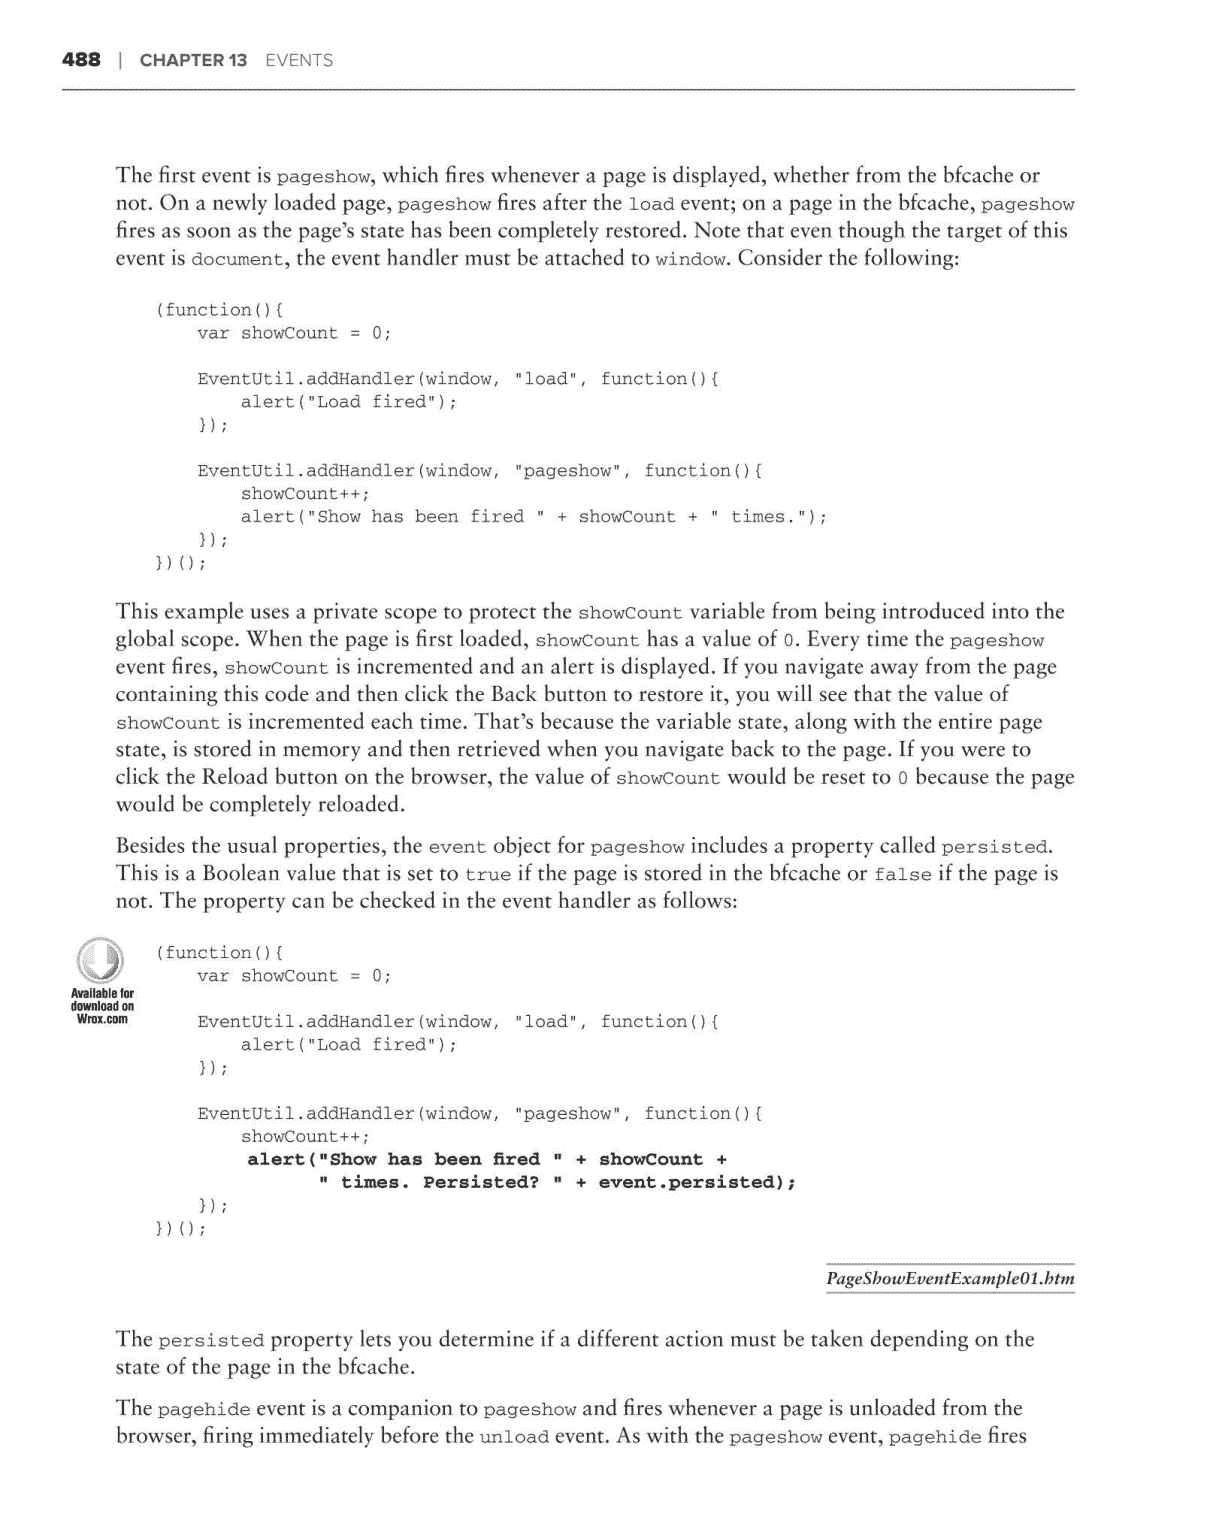 488 | CHAPTER 13 EVENTS
The first event is pageshow, which fires whenever a page is displayed, whether from the bfcache or
not. On a newly loaded page, pageshow fires after the load event; on a page in the bfcache, pageshow
fires as soon as the page's state has been completely restored. Note that even though the target of this
event is document, the event handler must be attached to window. Consider the following:
(function(){
    var showCount = 0;
    EventUtil.addHandler(window, "load", function(){
        alert("Load fired");
    });
    EventUtil.addHandler(window, "pageshow", function(){
        showCount++;
        alert("Show has been fired " + showCount + " times.");
    });
})();
This example uses a private scope to protect the showCount variable from being introduced into the
global scope. When the page is first loaded, showCount has a value of 0. Every time the pageshow
event fires, showCount is incremented and an alert is displayed. If you navigate away from the page
containing this code and then click the Back button to restore it, you will see that the value of
showCount is incremented each time. That's because the variable state, along with the entire page
state, is stored in memory and then retrieved when you navigate back to the page. If you were to
click the Reload button on the browser, the value of showCount would be reset to 0 because the page
would be completely reloaded.
Besides the usual properties, the event object for pageshow includes a property called persisted.
This is a Boolean value that is set to true if the page is stored in the bfcache or false if the page is
not. The property can be checked in the event handler as follows:
Available for
download on
Wrox.com
(function(){
    var showCount = 0;
    EventUtil.addHandler(window, "load", function(){
        alert("Load fired");
    });
    EventUtil.addHandler(window, "pageshow", function(){
        showCount++;
        alert("Show has been fired " + showCount +
              " times. Persisted? " + event.persisted);
    });
})();
PageShowEventExample01.htm
The persisted property lets you determine if a different action must be taken depending on the
state of the page in the bfcache.
The pagehide event is a companion to pageshow and fires whenever a page is unloaded from the
browser, firing immediately before the unload event. As with the pageshow event, pagehide fires